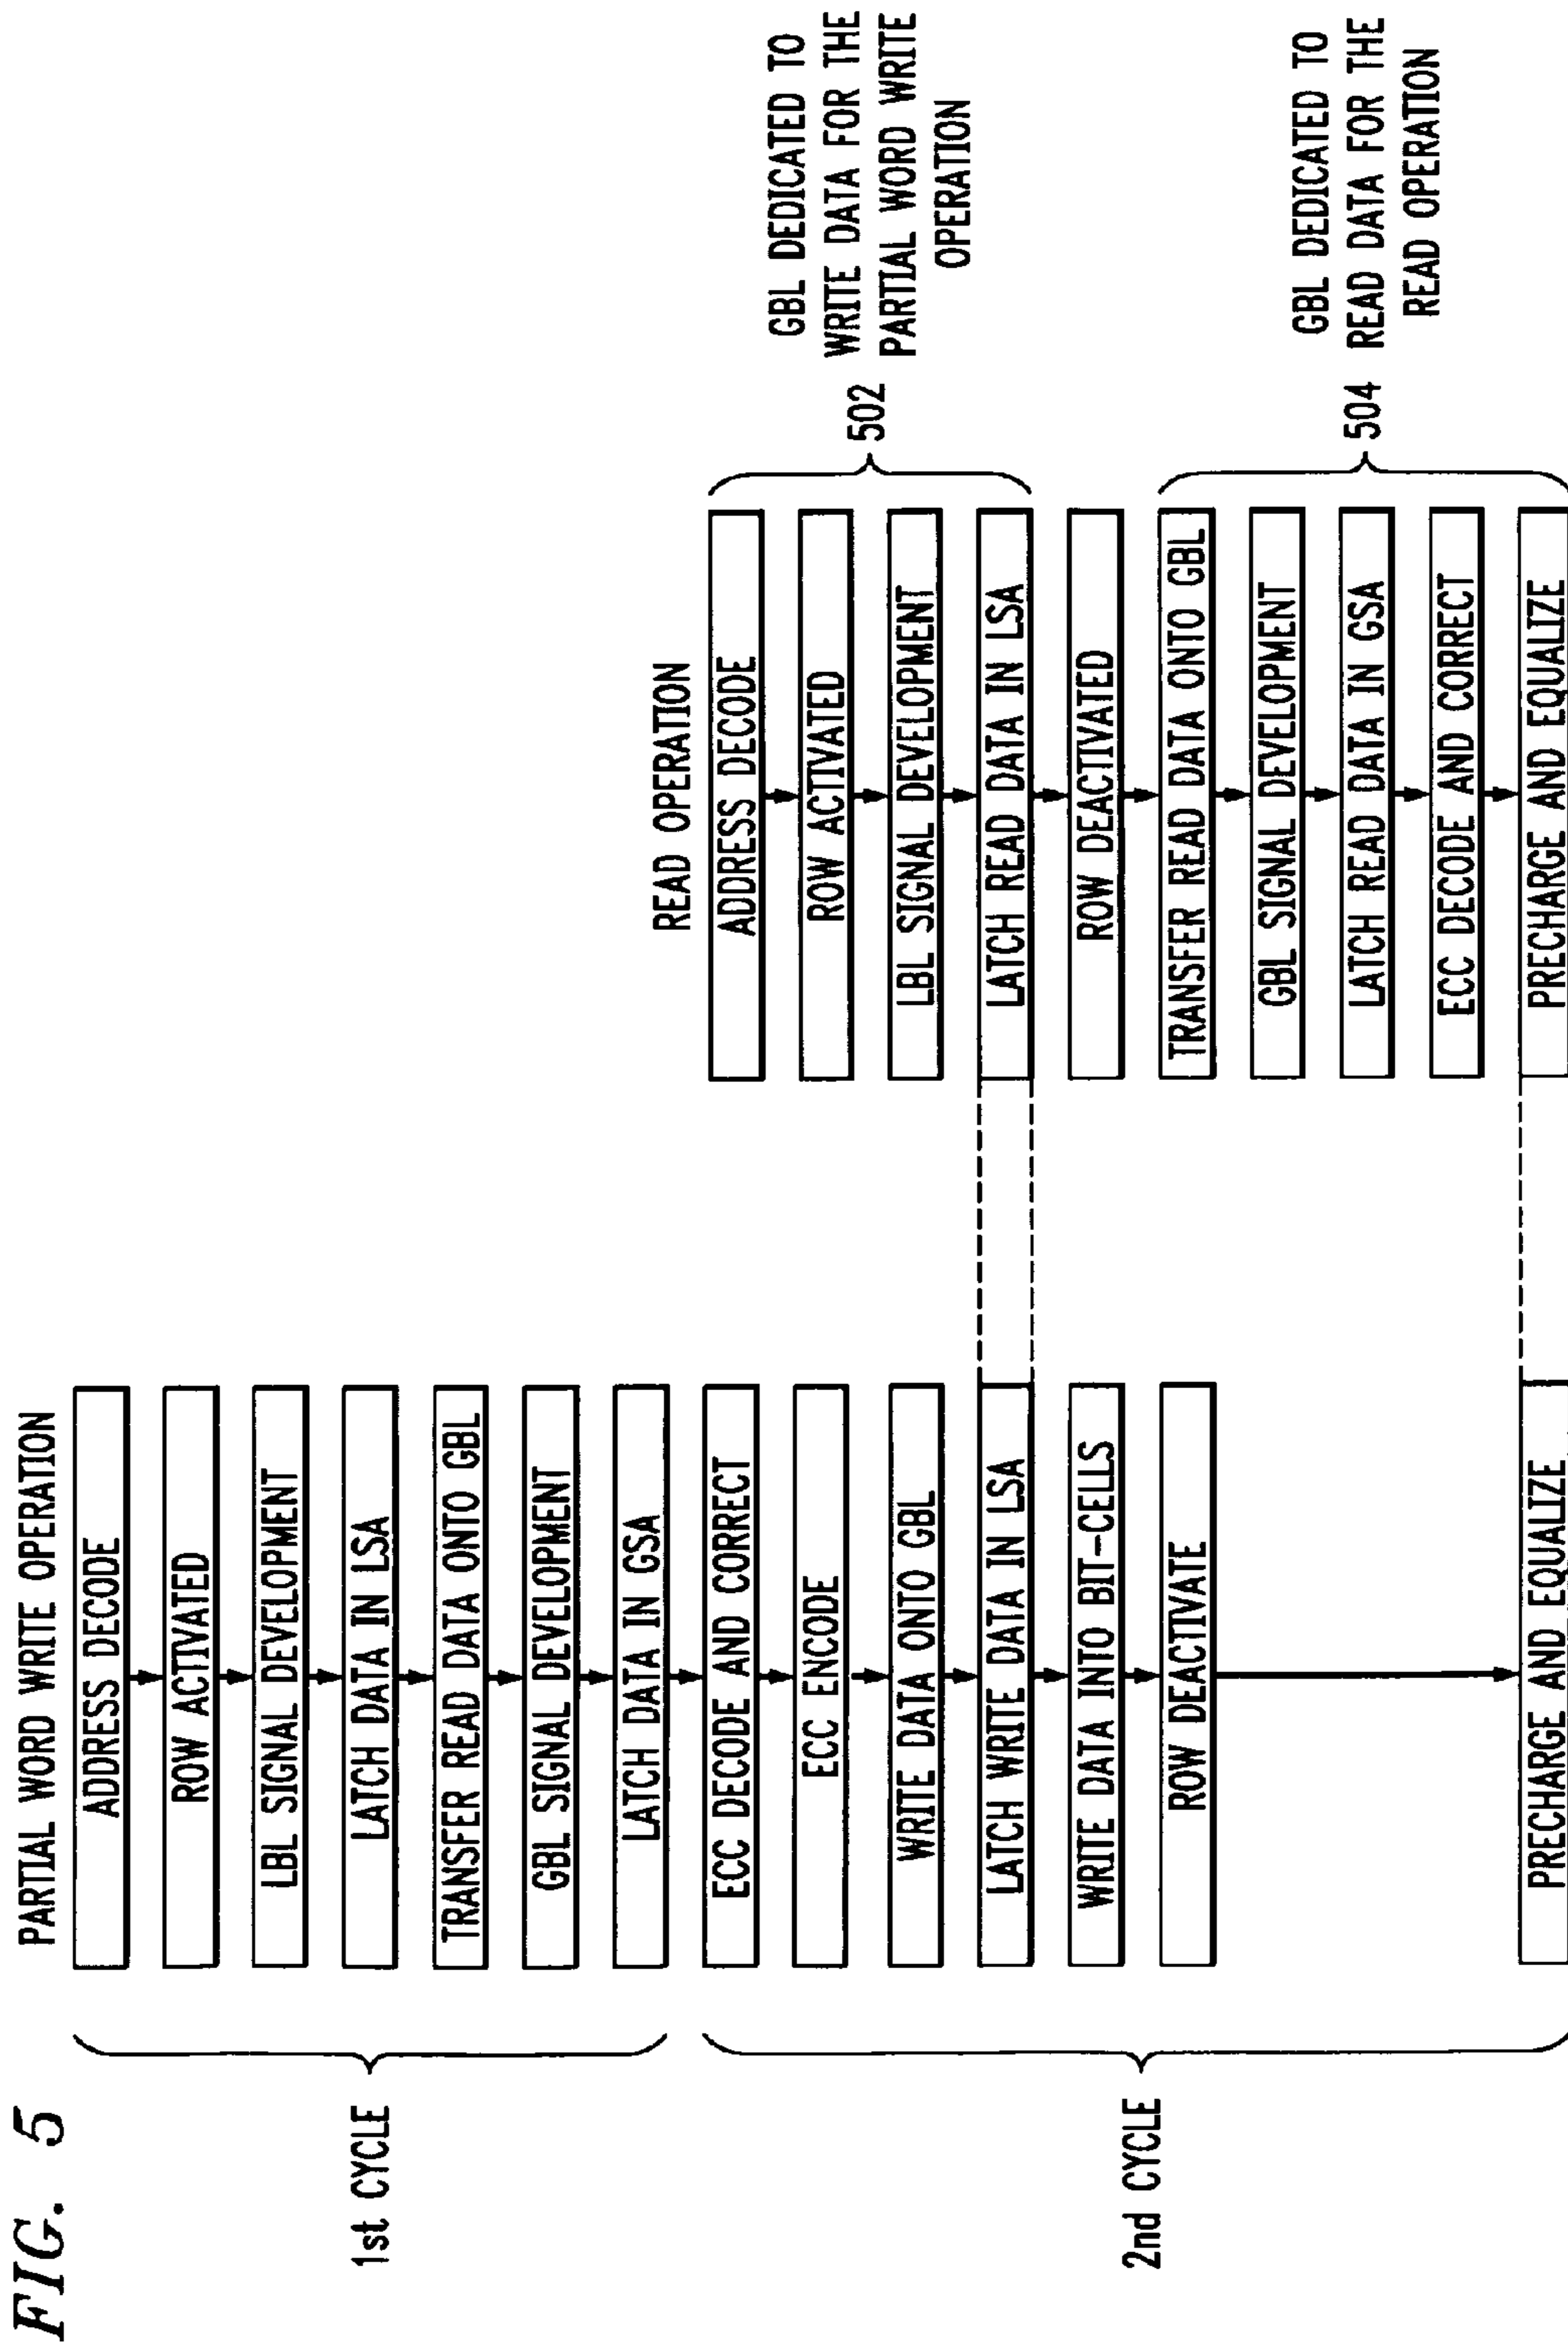 FIG. 5
PARTIAL WORD WRITE OPERATION
1st CYCLE
ADDRESS DECODE
ROW ACTIVATED
LBL SIGNAL DEVELOPMENT
LATCH DATA IN LSA
TRANSFER READ DATA ONTO GBL
GBL SIGNAL DEVELOPMENT
LATCH DATA IN GSA
2nd CYCLE
ECC DECODE AND CORRECT
ECC ENCODE
WRITE DATA ONTO GBL
LATCH WRITE DATA IN LSA
WRITE DATA INTO BIT-CELLS
ROW DEACTIVATE
PRECHARGE AND EQUALIZE
READ OPERATION
ADDRESS DECODE
ROW ACTIVATED
LBL SIGNAL DEVELOPMENT
LATCH READ DATA IN LSA
ROW DEACTIVATED
TRANSFER READ DATA ONTO GBL
GBL SIGNAL DEVELOPMENT
LATCH READ DATA IN GSA
ECC DECODE AND CORRECT
PRECHARGE AND EQUALIZE
502
GBL DEDICATED TO
WRITE DATA FOR THE
PARTIAL WORD WRITE
OPERATION
504
GBL DEDICATED TO
READ DATA FOR THE
READ OPERATION